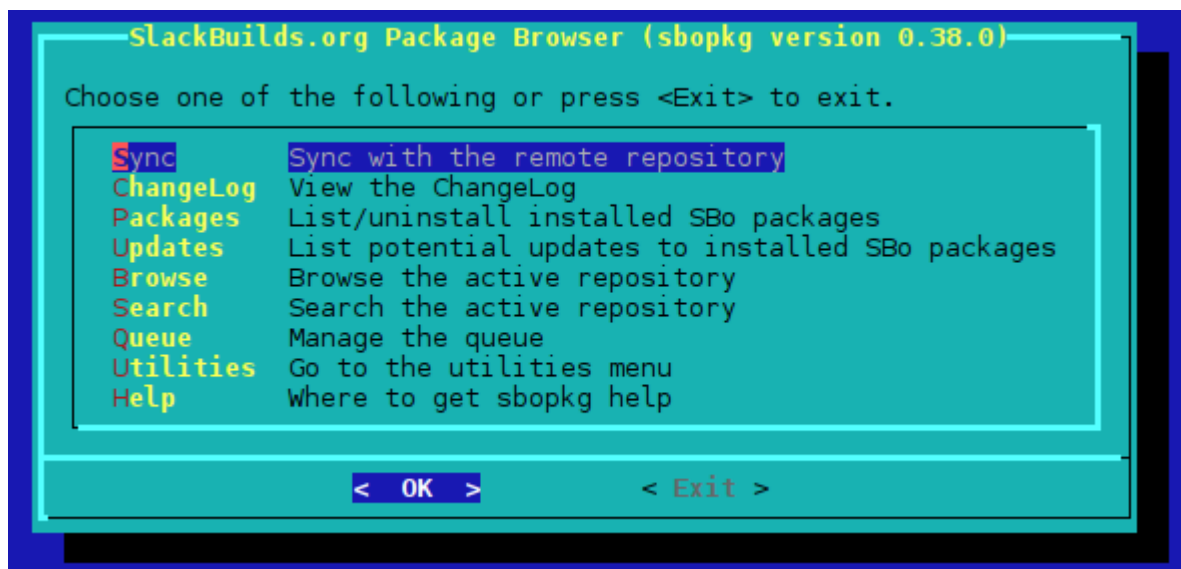 SlackBuilds.org Package Browser (sbopkg version 0.38.0)
Choose one of the following or press <Exit> to exit.
Sync Sync with the remote repository
ChangeLog View the ChangeLog
Packages List/uninstall installed SBo packages
Updates List potential updates to installed SBo packages
Browse Browse the active repository
Search Search the active repository
Queue Manage the queue
Utilities Go to the utilities menu
Help Where to get sbopkg help
< OK > < Exit >